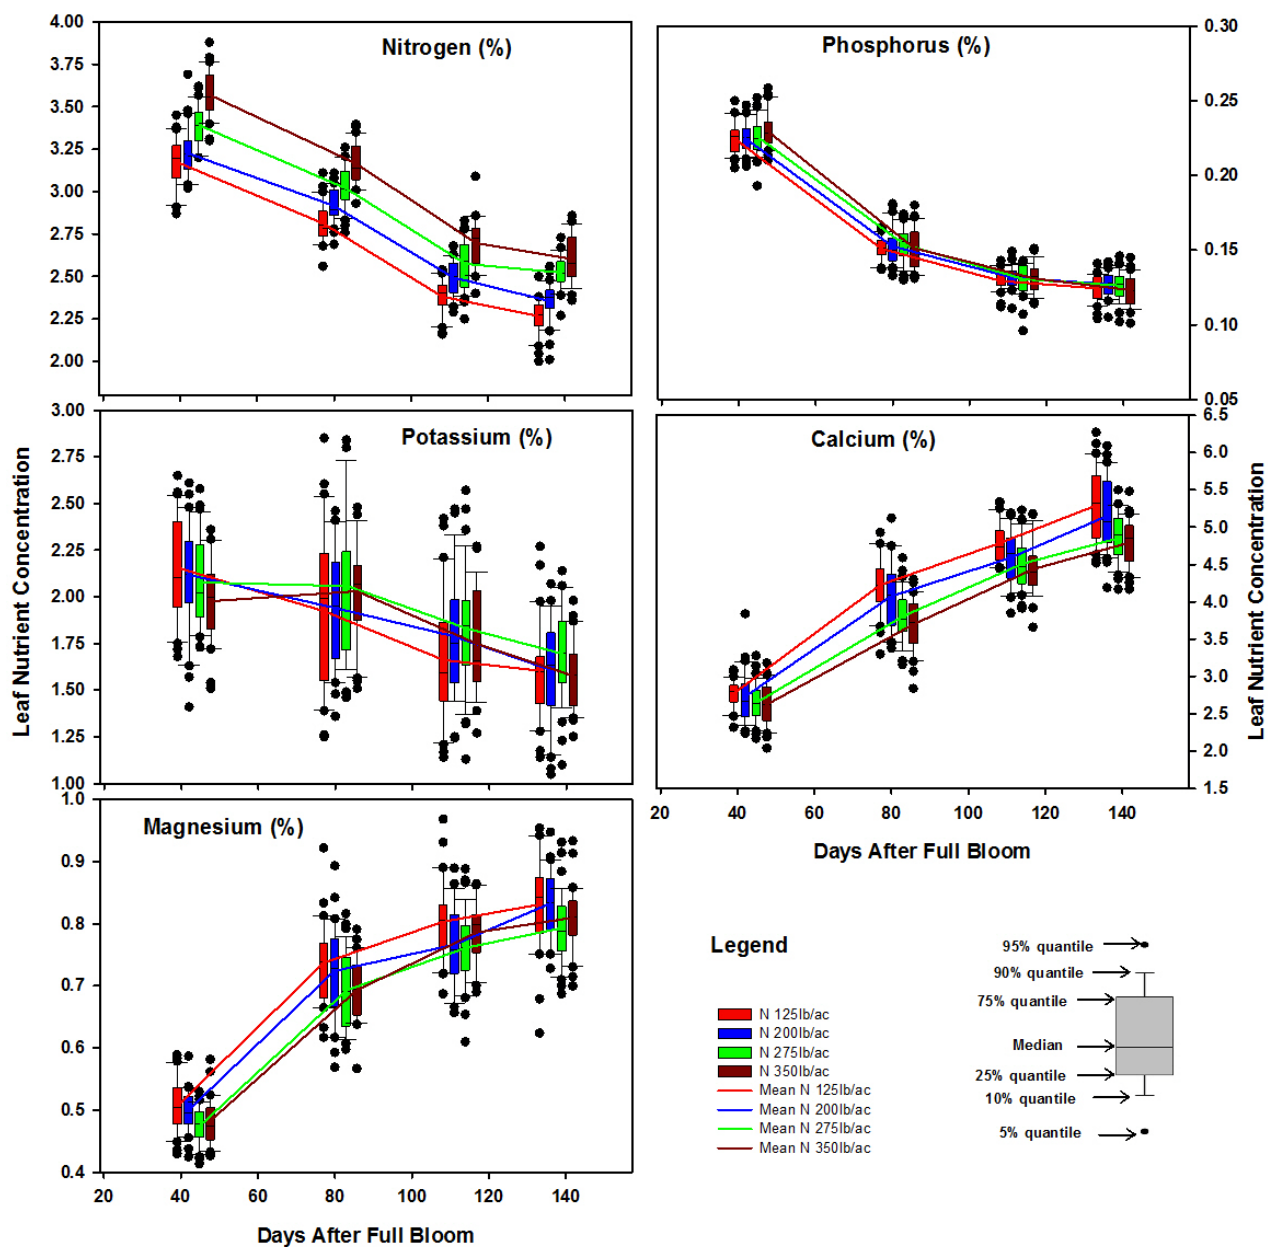 Nitrogen (%)
4.00
3.75
3.50
3.25
3.00
2.75
2.50
2.25
2.00
Phosphorus (%)
0.30
0.25
0.20
0.15
0.10
0.05
20 40 60 80 100 120 140
Potassium (%)
3.00
2.75
2.50
2.25
2.00
1.75
1.50
1.25
1.00
Leaf Nutrient Concentration
Calcium (%)
6.5
6.0
5.5
5.0
4.5
4.0
3.5
3.0
2.5
2.0
1.5
Leaf Nutrient Concentration
40 60 80 100 120 140
Days After Full Bloom
Magnesium (%)
1.0
0.9
0.8
0.7
0.6
0.5
0.4
20 40 60 80 100 120 140
Days After Full Bloom
Legend
N 125lb/ac
N 200lb/ac
N 275lb/ac
N 350lb/ac
Mean N 125lb/ac
Mean N 200lb/ac
Mean N 275lb/ac
Mean N 350lb/ac
95% quantile
90% quantile
75% quantile
Median
25% quantile
10% quantile
5% quantile